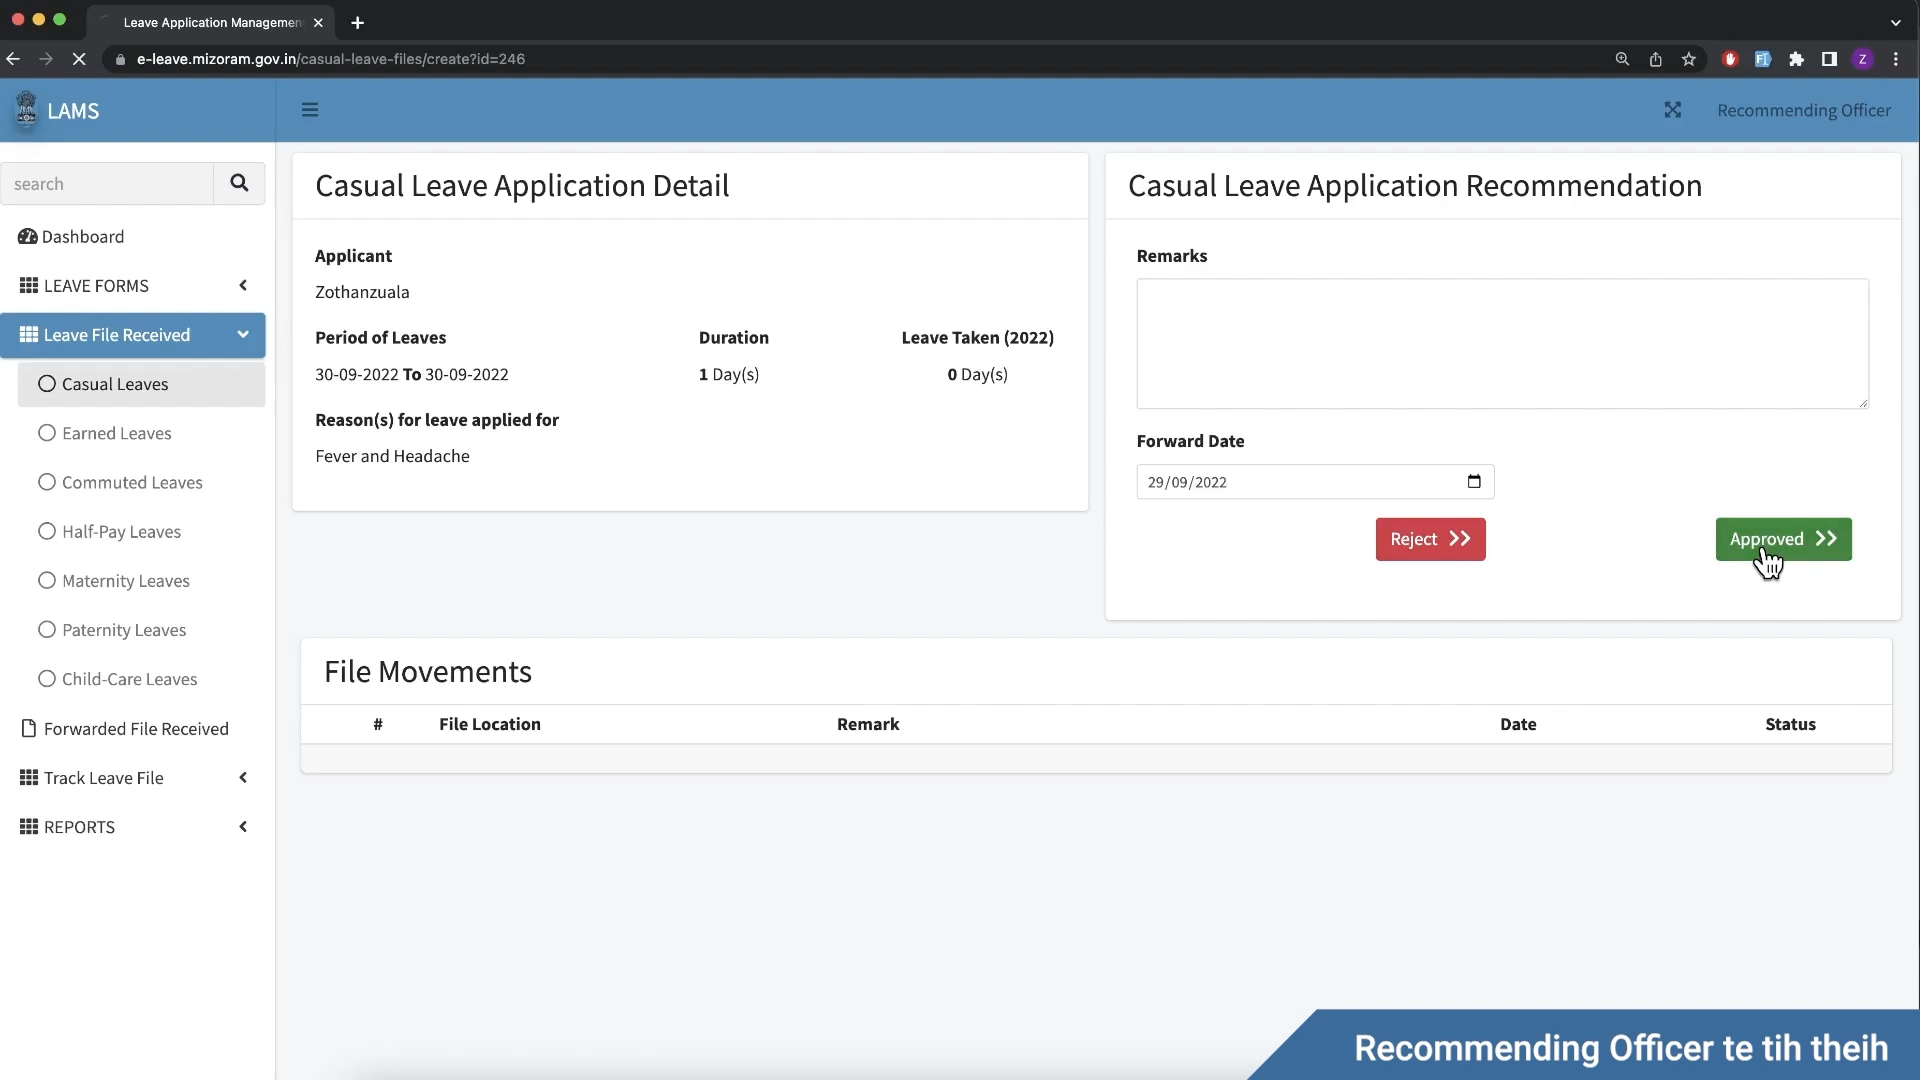 Leave Application Managemen
e-leave.mizoram.gov.in/casual-leave-files/create?id=246
Z
LAMS
Recommending Officer
search
Dashboard
LEAVE FORMS
Leave File Received
Casual Leaves
Earned Leaves
Commuted Leaves
Half-Pay Leaves
Maternity Leaves
Paternity Leaves
Child-Care Leaves
Forwarded File Received
Track Leave File
REPORTS
Casual Leave Application Detail
Applicant
Zothanzuala
Period of Leaves Duration Leave Taken (2022)
30-09-2022 To 30-09-2022 1 Day(s) 0 Day(s)
Reason(s) for leave applied for
Fever and Headache
Casual Leave Application Recommendation
Remarks
Forward Date
29/09/2022
Reject Approved
File Movements
# File Location Remark Date Status
Recommending Officer te tih theih